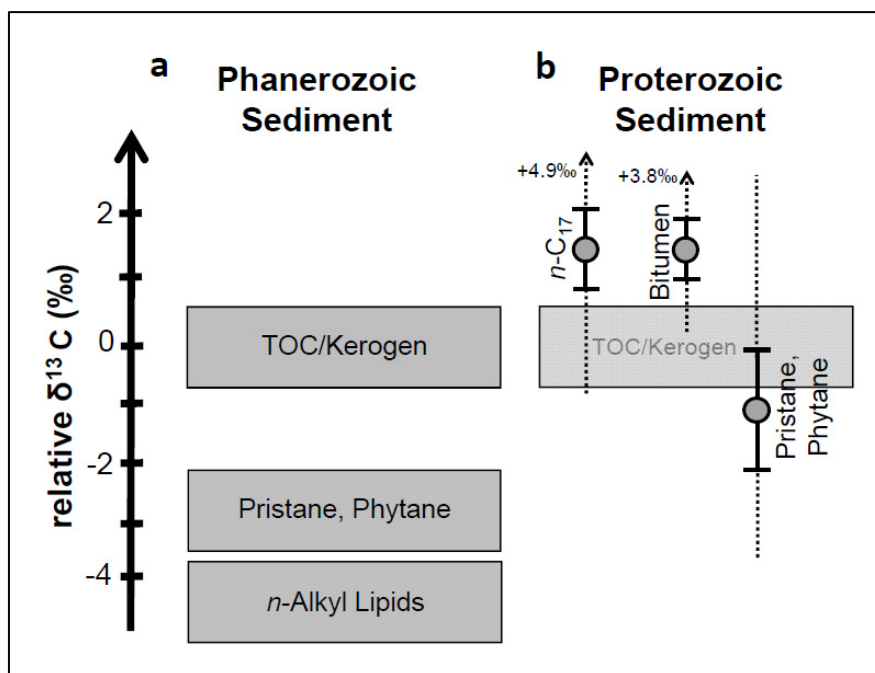 a
Phanerozoic
Sediment
b
Proterozoic
Sediment
relative δ¹³C (‰)
2
0
-2
-4
TOC/Kerogen
Pristane, Phytane
n-Alkyl Lipids
+4.9‰
+3.8‰
n-C₁₇
Bitumen
TOC/Kerogen
Pristane,
Phytane